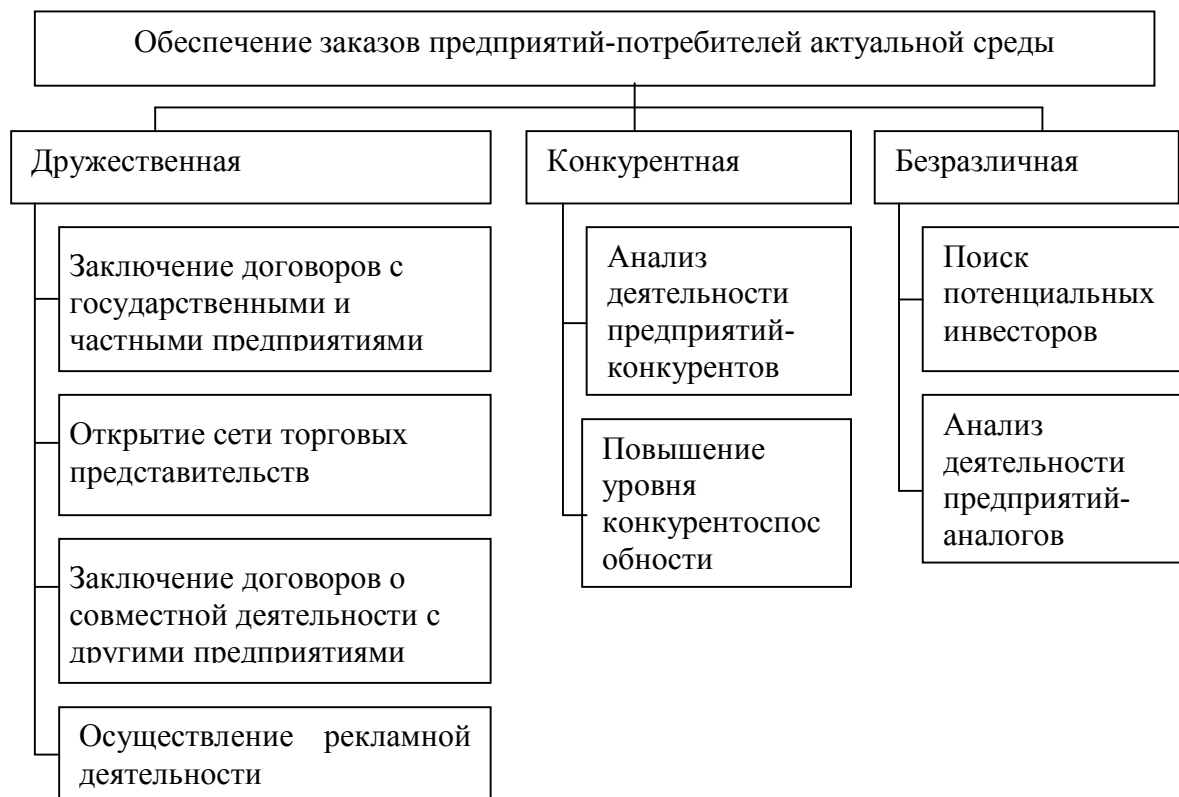 Обеспечение заказов предприятий-потребителей актуальной среды
Дружественная
Заключение договоров с
государственными и
частными предприятиями
Открытие сети торговых
представительств
Заключение договоров о
совместной деятельности с
другими предприятиями
Осуществление рекламной
деятельности
Конкурентная
Анализ
деятельности
предприятий-
конкурентов
Повышение
уровня
конкурентоспос
обности
Безразличная
Поиск
потенциальных
инвесторов
Анализ
деятельности
предприятий-
аналогов